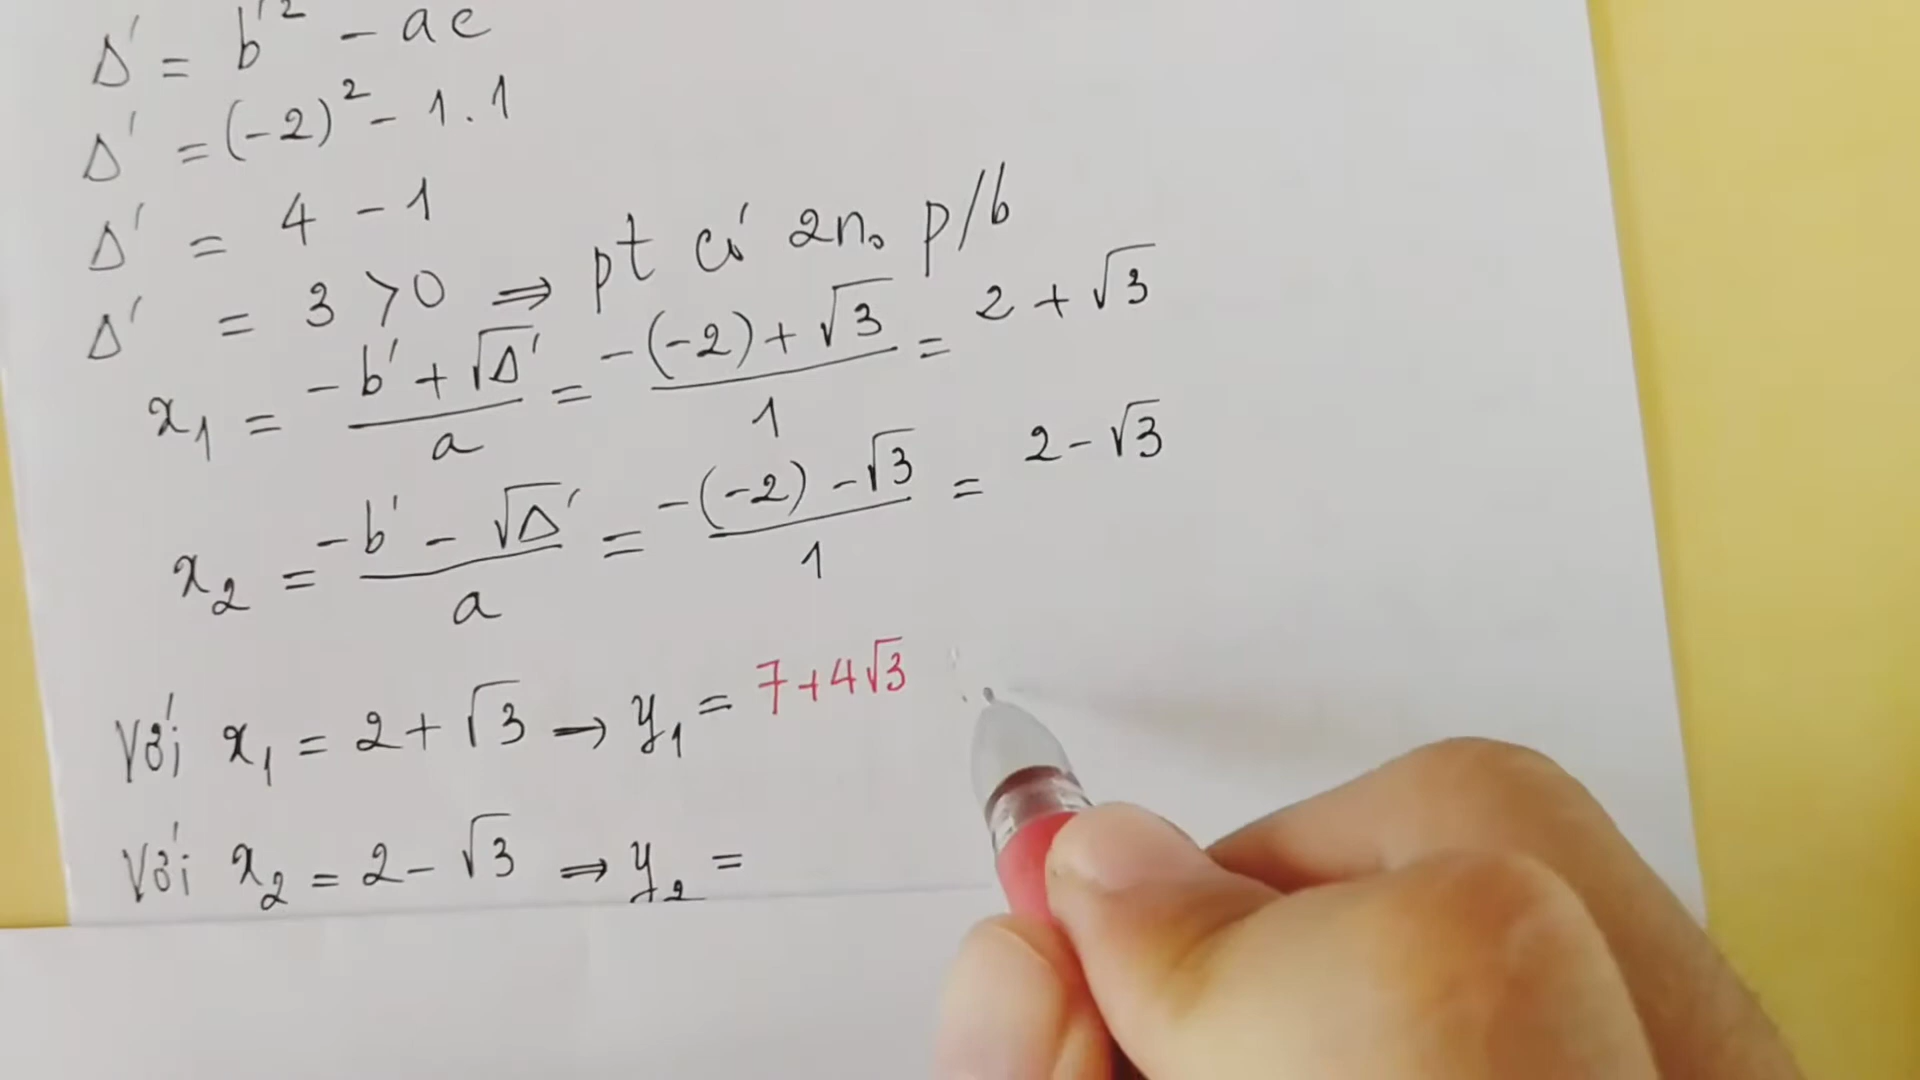 Δ' = b'² - ac
Δ' = (-2)² - 1.1
Δ' = 4 - 1
Δ' = 3 > 0 ⇒ pt có 2n₀ p/b
x₁ = (-b' + √Δ')/a = (-(-2) + √3)/1 = 2 + √3
x₂ = (-b' - √Δ')/a = (-(-2) - √3)/1 = 2 - √3
Với x₁ = 2 + √3 → y₁ = 7 + 4√3
Với x₂ = 2 - √3 ⇒ y₂ =